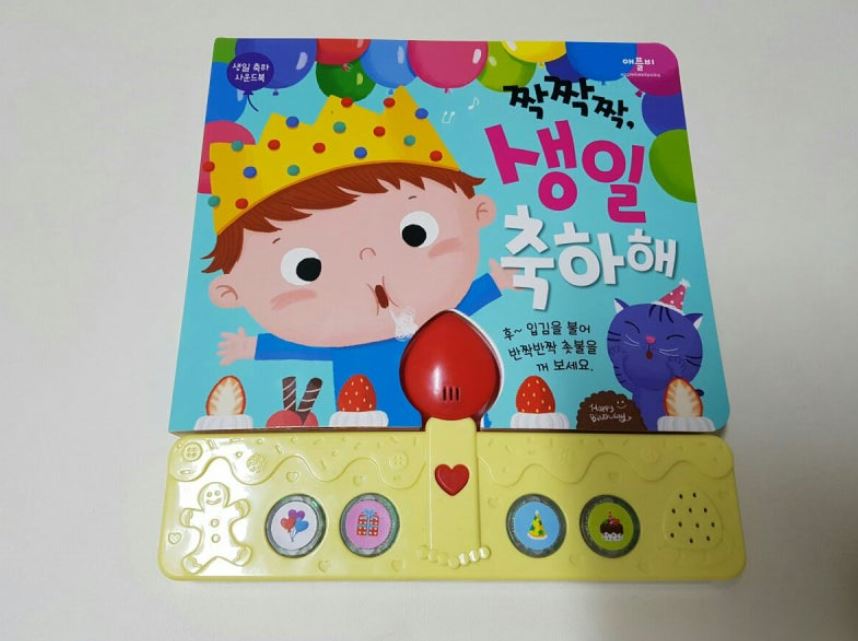 생일 축하
사운드북
애플비
짝짝짝,
생일
축하해
후~ 입김을 불어
반짝반짝 촛불을
꺼 보세요.
Happy
Birthday